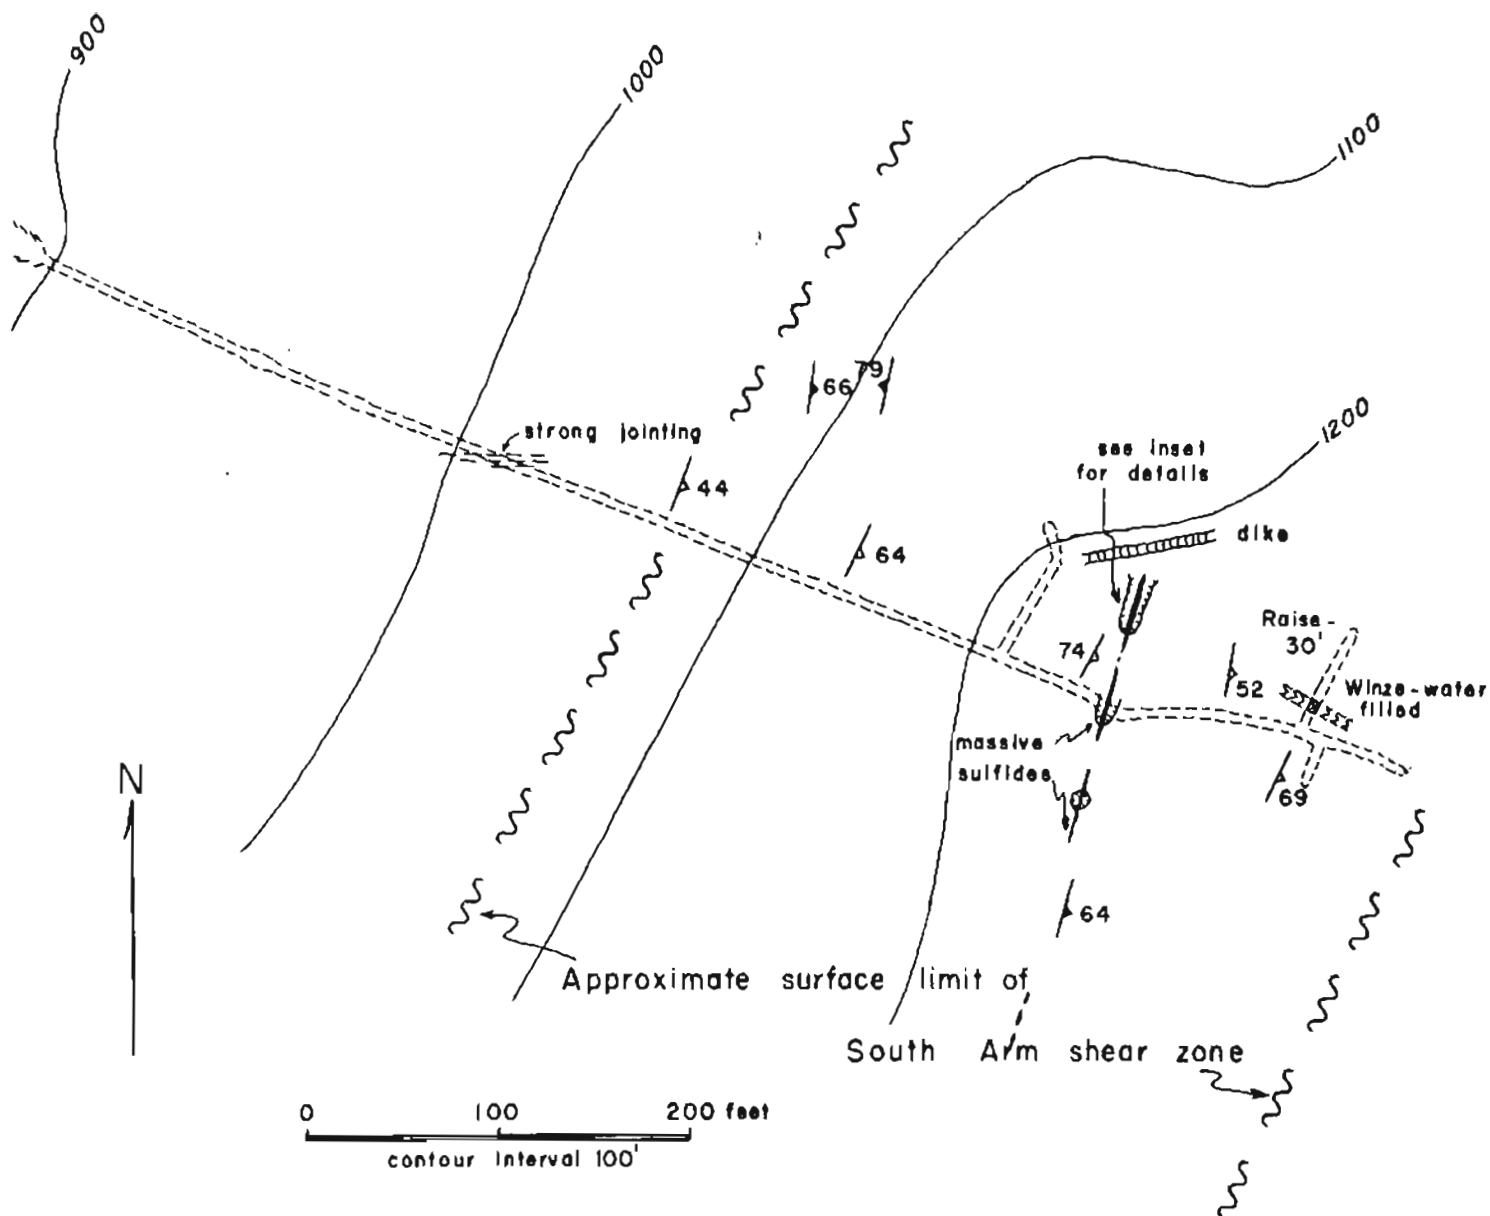 900
1000
1100
79
66
1200
strong jointing
see inset
for details
44
dike
64
Raise-
30'
74
52
Winze-water
filled
massive
sulfides
69
N
64
Approximate surface limit of
South Arm shear zone
0 100 200 feet
contour interval 100'